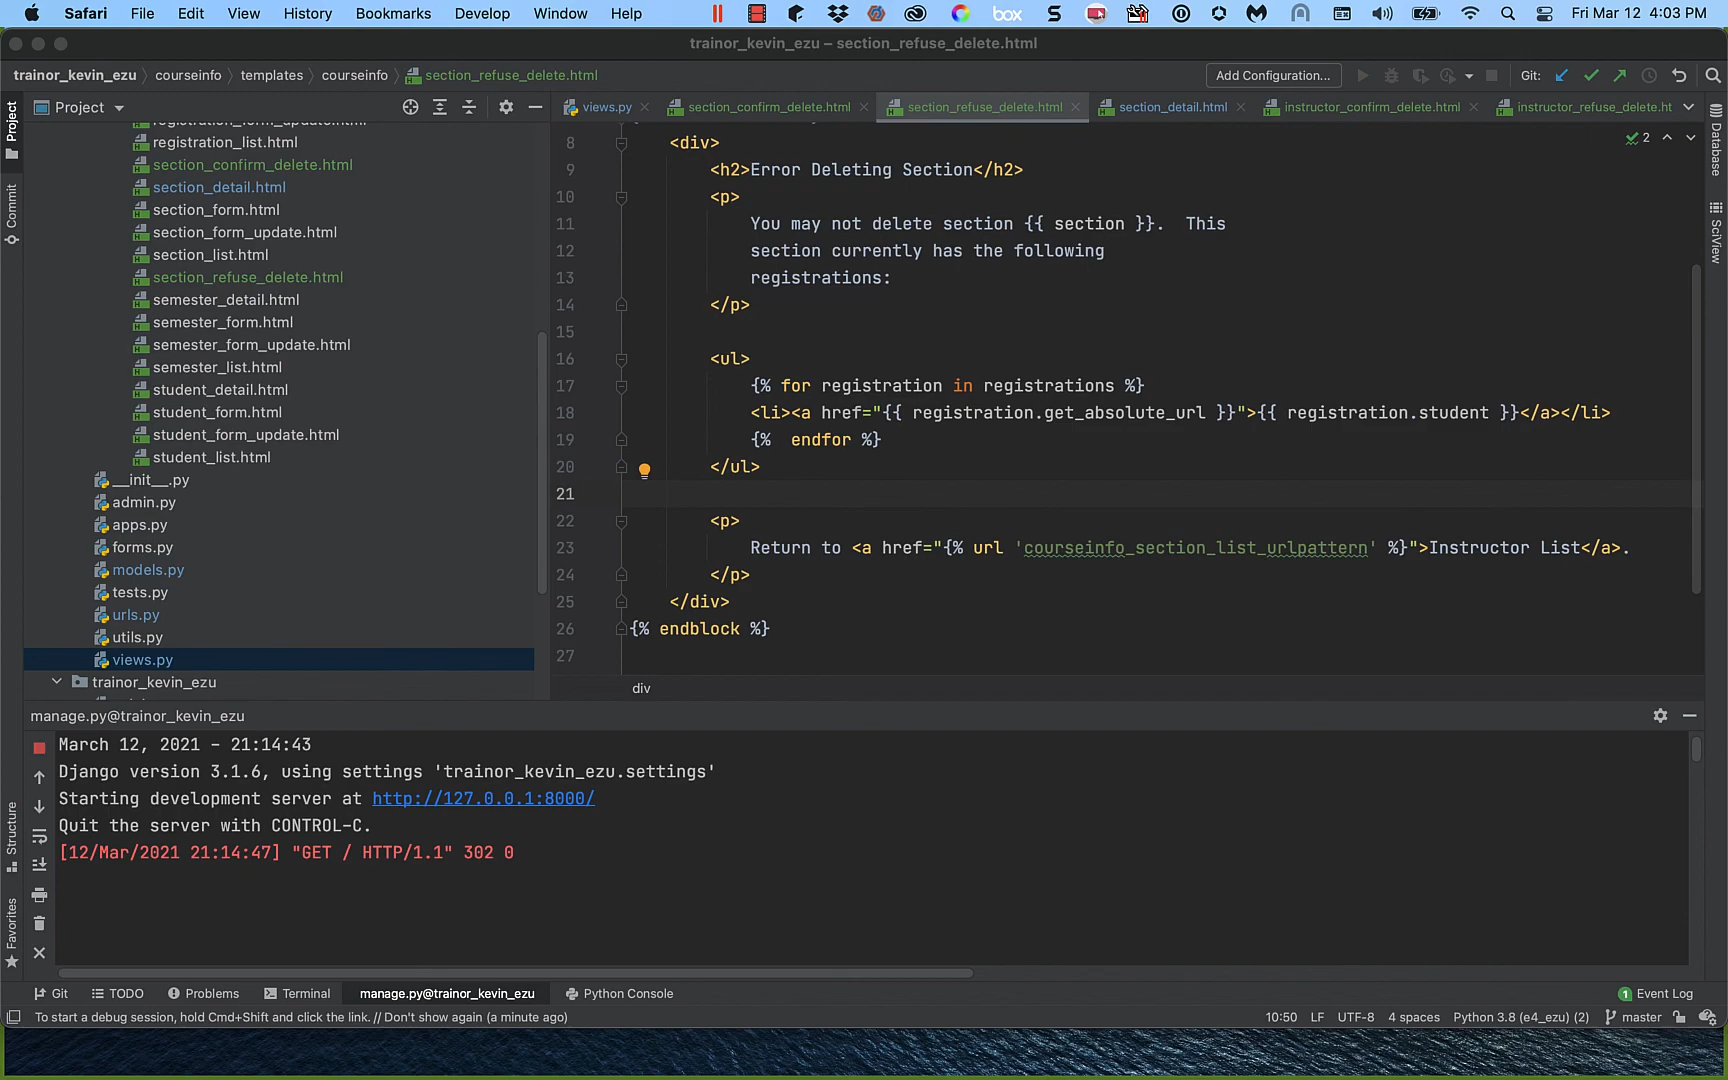 Safari File Edit View History Bookmarks Develop Window Help box Fri Mar 12 4:03 PM
trainor_kevin_ezu – section_refuse_delete.html
trainor_kevin_ezu courseinfo templates courseinfo section_refuse_delete.html Add Configuration... Git:
Project views.py section_confirm_delete.html section_refuse_delete.html section_detail.html instructor_confirm_delete.html instructor_refuse_delete.ht
registration_form_update.html
registration_list.html
section_confirm_delete.html
section_detail.html
section_form.html
section_form_update.html
section_list.html
section_refuse_delete.html
semester_detail.html
semester_form.html
semester_form_update.html
semester_list.html
student_detail.html
student_form.html
student_form_update.html
student_list.html
__init__.py
admin.py
apps.py
forms.py
models.py
tests.py
urls.py
utils.py
views.py
trainor_kevin_ezu
Project
Commit
Structure
Favorites
8 <div>
9 <h2>Error Deleting Section</h2>
10 <p>
11 You may not delete section {{ section }}.  This
12 section currently has the following
13 registrations:
14 </p>
15
16 <ul>
17 {% for registration in registrations %}
18 <li><a href="{{ registration.get_absolute_url }}">{{ registration.student }}</a></li>
19 {%  endfor %}
20 </ul>
21
22 <p>
23 Return to <a href="{% url 'courseinfo_section_list_urlpattern' %}">Instructor List</a>.
24 </p>
25 </div>
26 {% endblock %}
27
2
div
Database
SciView
manage.py@trainor_kevin_ezu
March 12, 2021 - 21:14:43
Django version 3.1.6, using settings 'trainor_kevin_ezu.settings'
Starting development server at http://127.0.0.1:8000/
Quit the server with CONTROL-C.
[12/Mar/2021 21:14:47] "GET / HTTP/1.1" 302 0
Git TODO Problems Terminal manage.py@trainor_kevin_ezu Python Console 1 Event Log
To start a debug session, hold Cmd+Shift and click the link. // Don't show again (a minute ago) 10:50 LF UTF-8 4 spaces Python 3.8 (e4_ezu) (2) master